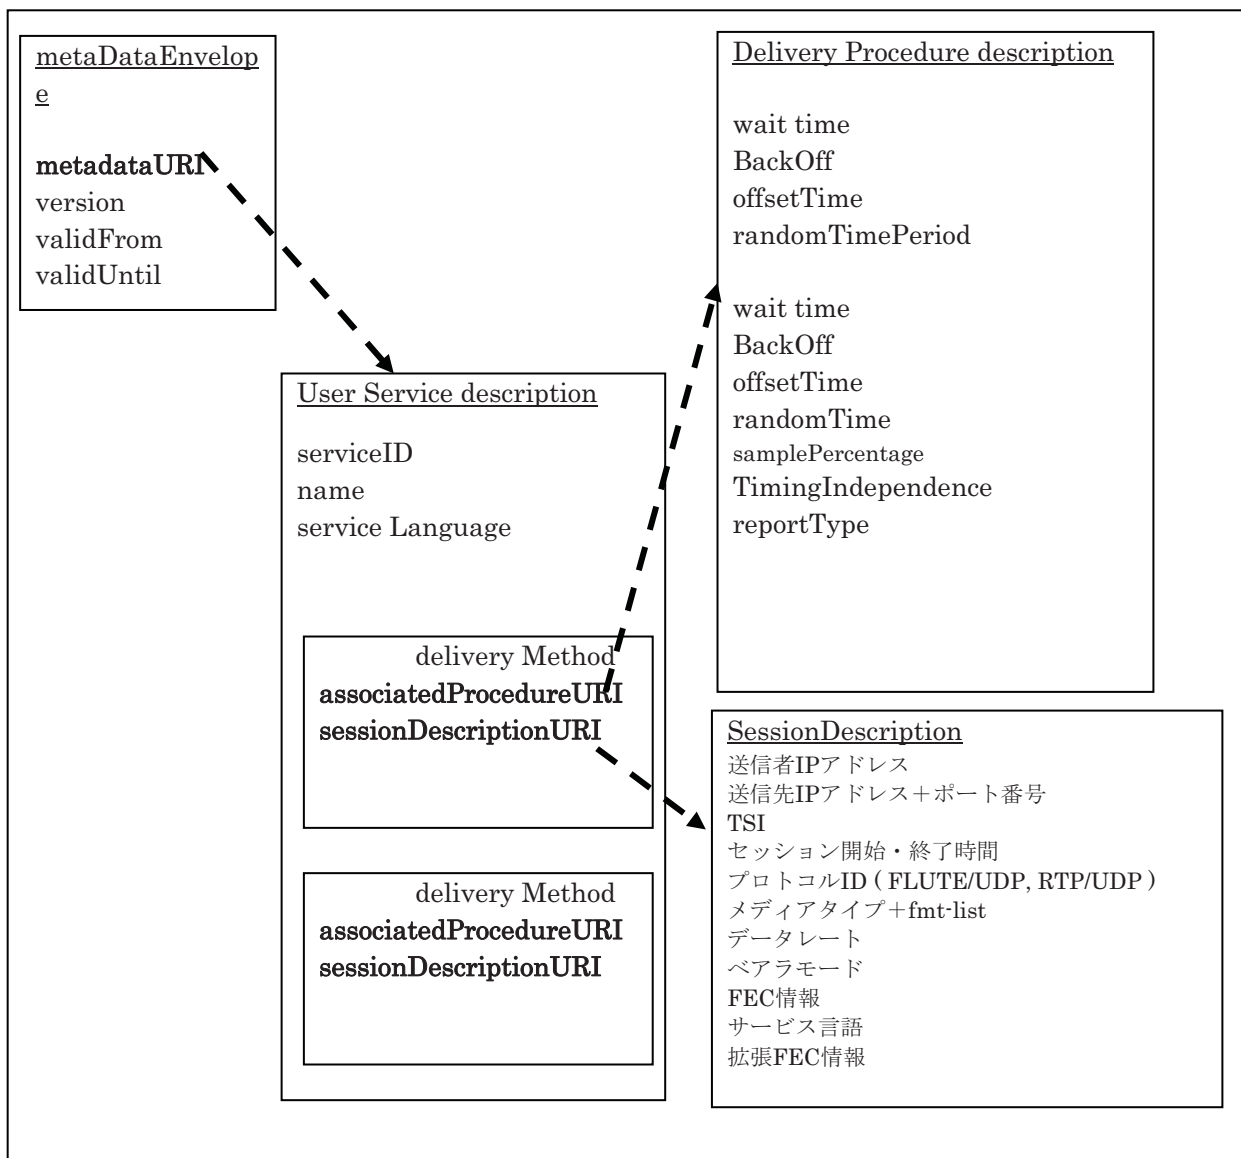 metaDataEnvelop
e
metadataURI
version
validFrom
validUntil
User Service description
serviceID
name
service Language
delivery Method
associatedProcedureURI
sessionDescriptionURI
delivery Method
associatedProcedureURI
sessionDescriptionURI
Delivery Procedure description
wait time
BackOff
offsetTime
randomTimePeriod
wait time
BackOff
offsetTime
randomTime
samplePercentage
TimingIndependence
reportType
SessionDescription
送信者IPアドレス
送信先IPアドレス＋ポート番号
TSI
セッション開始・終了時間
プロトコルID ( FLUTE/UDP, RTP/UDP )
メディアタイプ＋fmt-list
データレート
ベアラモード
FEC情報
サービス言語
拡張FEC情報